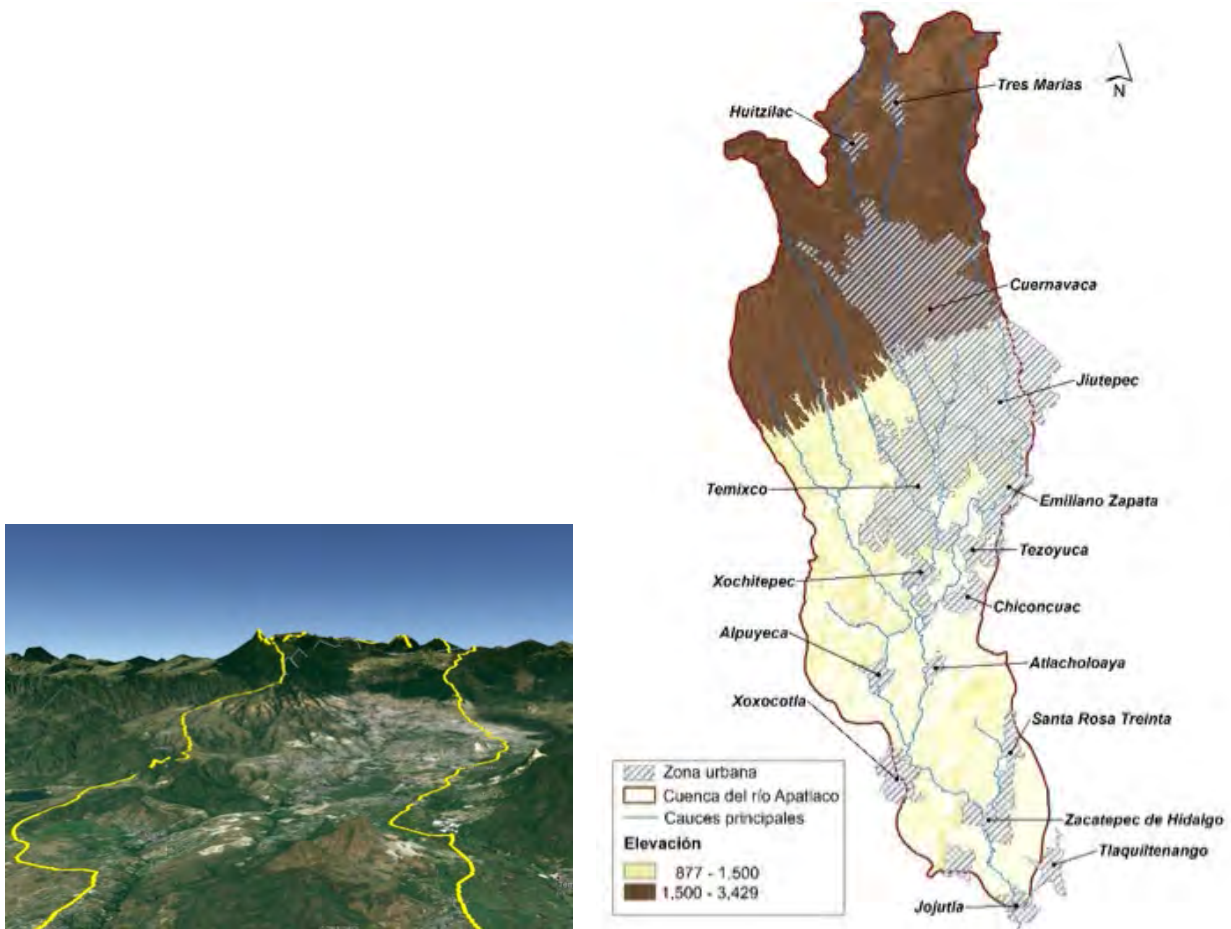 Tres Marías
N
Huitzilac
Cuernavaca
Jiutepec
Temixco
Emiliano Zapata
Tezoyuca
Xochitepec
Chiconcuac
Alpuyeca
Atlacholoaya
Xoxocotla
Santa Rosa Treinta
Zona urbana
Cuenca del río Apatlaco
Cauces principales
Zacatepec de Hidalgo
Elevación
Tlaquiltenango
877 - 1,500
1,500 - 3,429
Jojutla